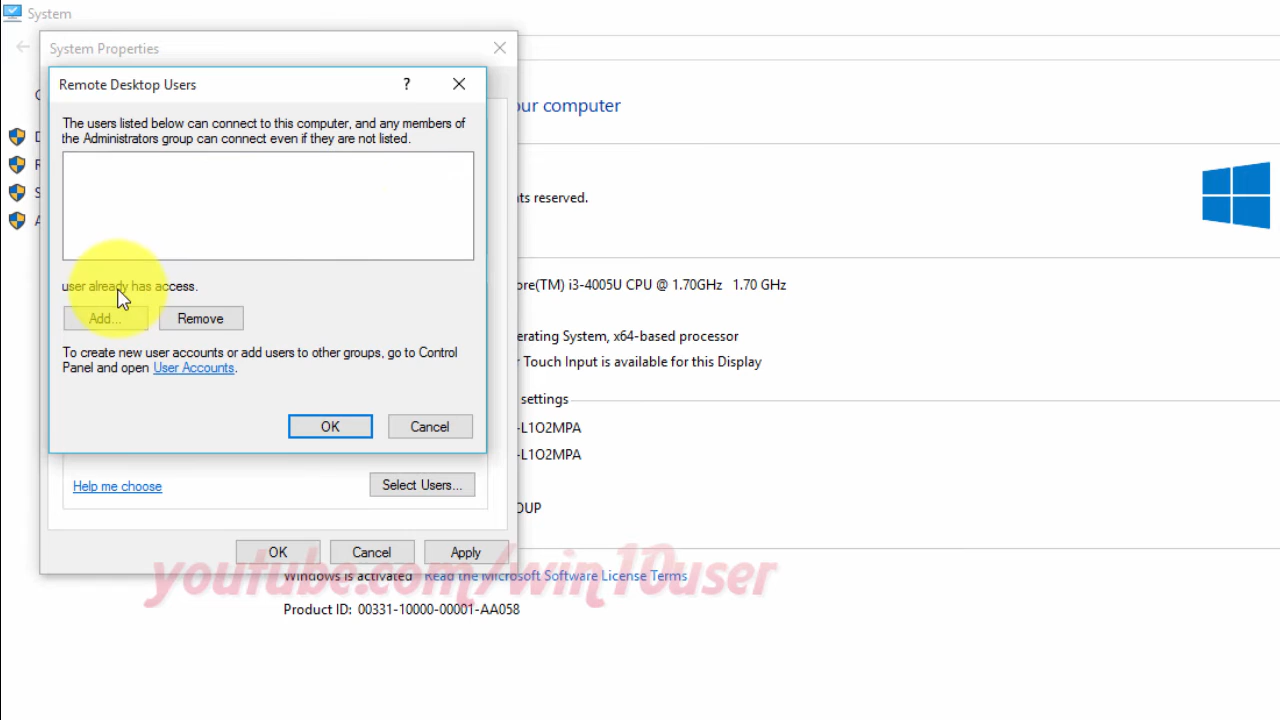 System
System Properties
Remote Desktop Users
?
our computer
The users listed below can connect to this computer, and any members of
the Administrators group can connect even if they are not listed.
reserved.
user already has access.
CPU @ 1.70GHz 1.70 GHz
i3-4005U
Add...
Remove
Operating System, x64-based processor
To create new user accounts or add users to other groups, go to Control
Panel and open User Accounts.
Touch Input is available for this Display
settings
OK
Cancel
-L1O2MPA
-L1O2MPA
Help me choose
Select Users...
OUP
OK
Cancel
Apply
youtube.com/win10user
Windows is activated Read the Microsoft Software License Terms
Product ID: 00331-10000-00001-AA058